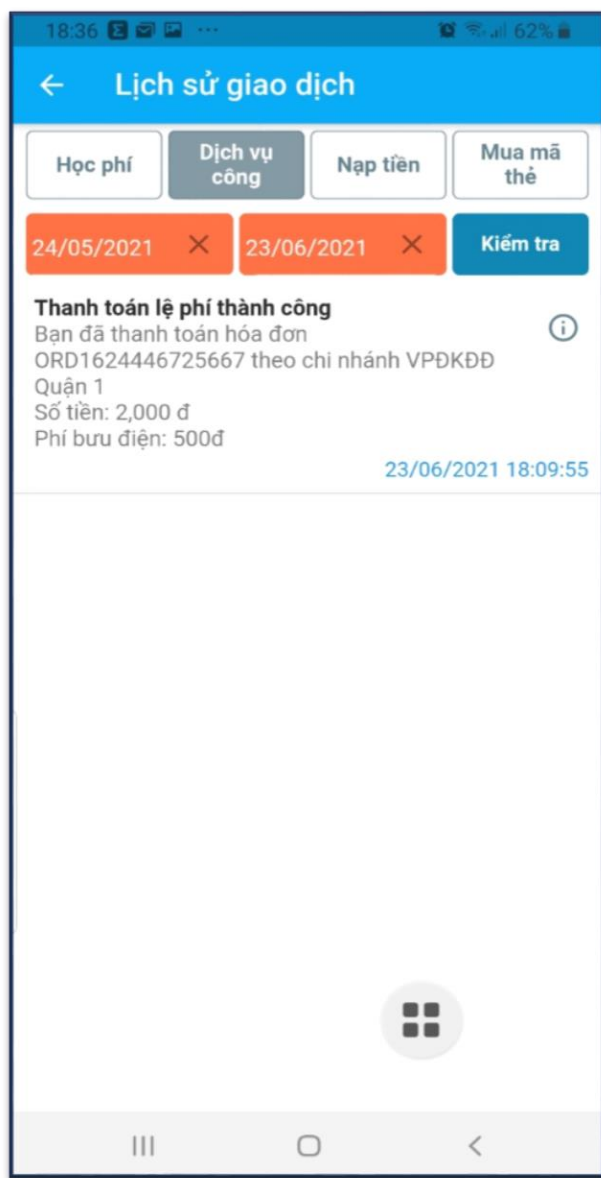 18:36 ··· 62%
Lịch sử giao dịch
Học phí
Dịch vụ
công
Nạp tiền
Mua mã
thẻ
24/05/2021
23/06/2021
Kiểm tra
Thanh toán lệ phí thành công
Bạn đã thanh toán hóa đơn
ORD1624446725667 theo chi nhánh VPĐKĐĐ
Quận 1
Số tiền: 2,000 đ
Phí bưu điện: 500đ
23/06/2021 18:09:55